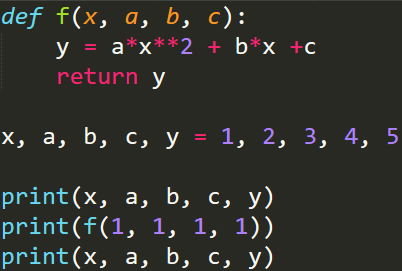 def f(x, a, b, c):
    y = a*x**2 + b*x +c
    return y

x, a, b, c, y = 1, 2, 3, 4, 5

print(x, a, b, c, y)
print(f(1, 1, 1, 1))
print(x, a, b, c, y)